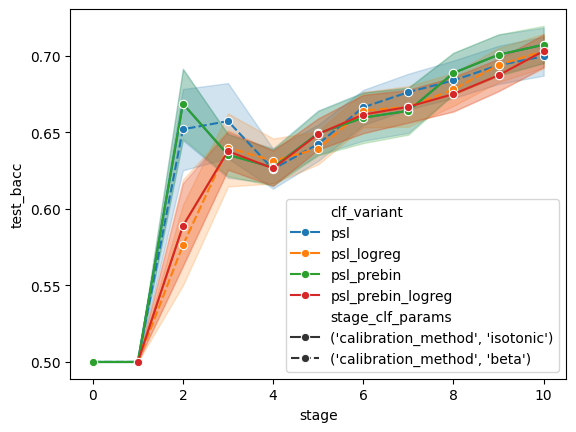 0.70
0.65
0.60
0.55
0.50
test_bacc
0 2 4 6 8 10
stage
clf_variant
psl
psl_logreg
psl_prebin
psl_prebin_logreg
stage_clf_params
('calibration_method', 'isotonic')
('calibration_method', 'beta')